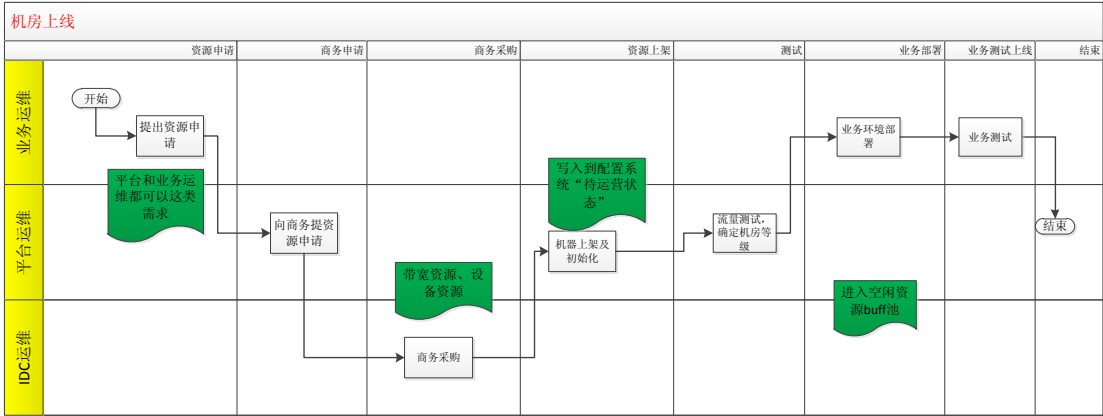 机房上线
资源申请
商务申请
商务采购
资源上架
测试
业务部署
业务测试上线
结束
业务运维
开始
提出资源申
请
业务环境部
署
业务测试
平台和业务运
维都可以这类
需求
写入到配置系
统“待运营状
态”
平台运维
向商务提资
源申请
机器上架及
初始化
流量测试，
确定机房等
级
结束
带宽资源、设
备资源
进入空闲资
源buff池
IDC运维
商务采购